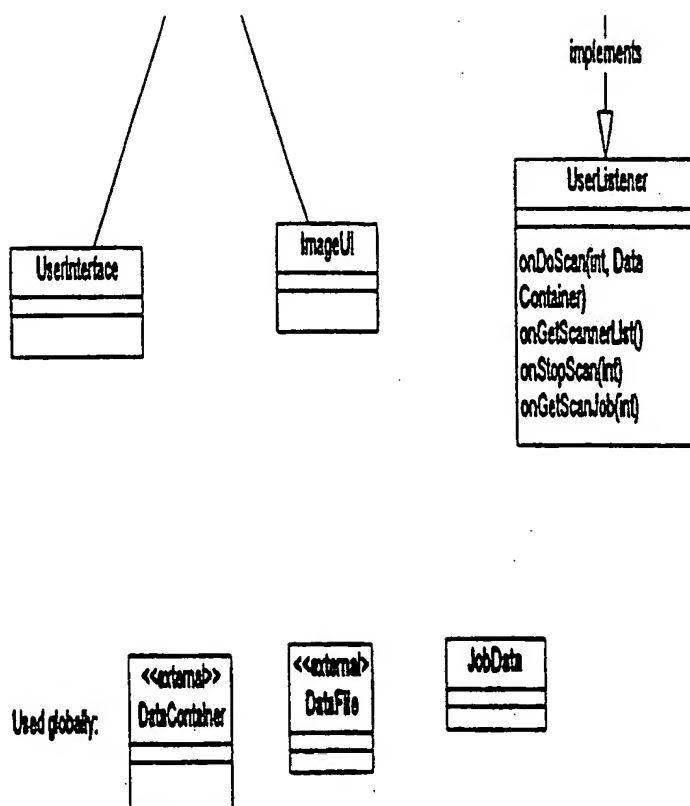 implements
UserListener
UserInterface
ImageUI
onDoScan(int, Data
Container)
onGetScannerList()
onStopScan(int)
onGetScanJob(int)
Used globally:
<<external>>
DataContainer
<<external>
DataFile
JobData